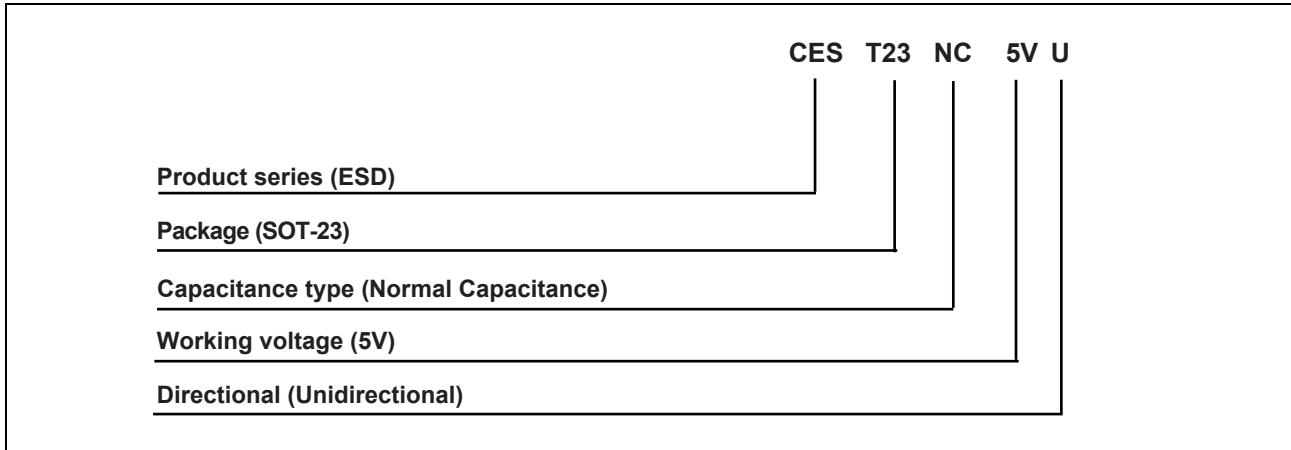 CES T23 NC 5V U
Product series (ESD)
Package (SOT-23)
Capacitance type (Normal Capacitance)
Working voltage (5V)
Directional (Unidirectional)